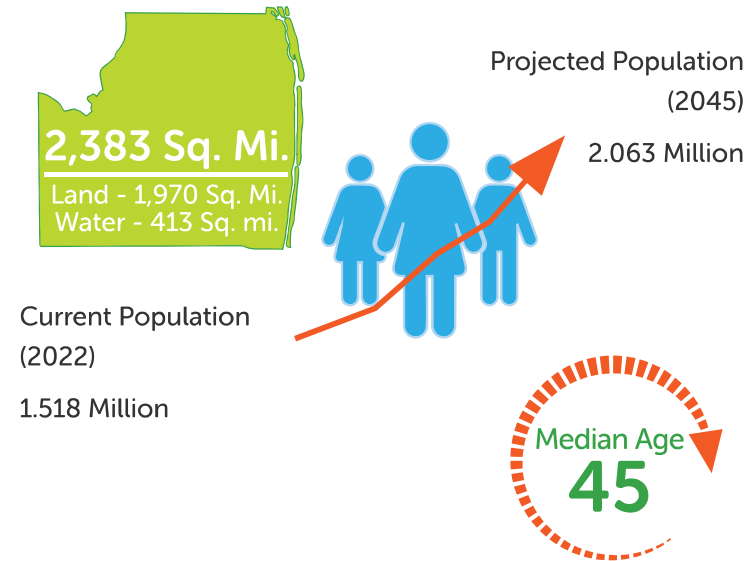 2,383 Sq. Mi.
Land - 1,970 Sq. Mi.
Water - 413 Sq. mi.
Projected Population
(2045)
2.063 Million
Current Population
(2022)
1.518 Million
Median Age
45